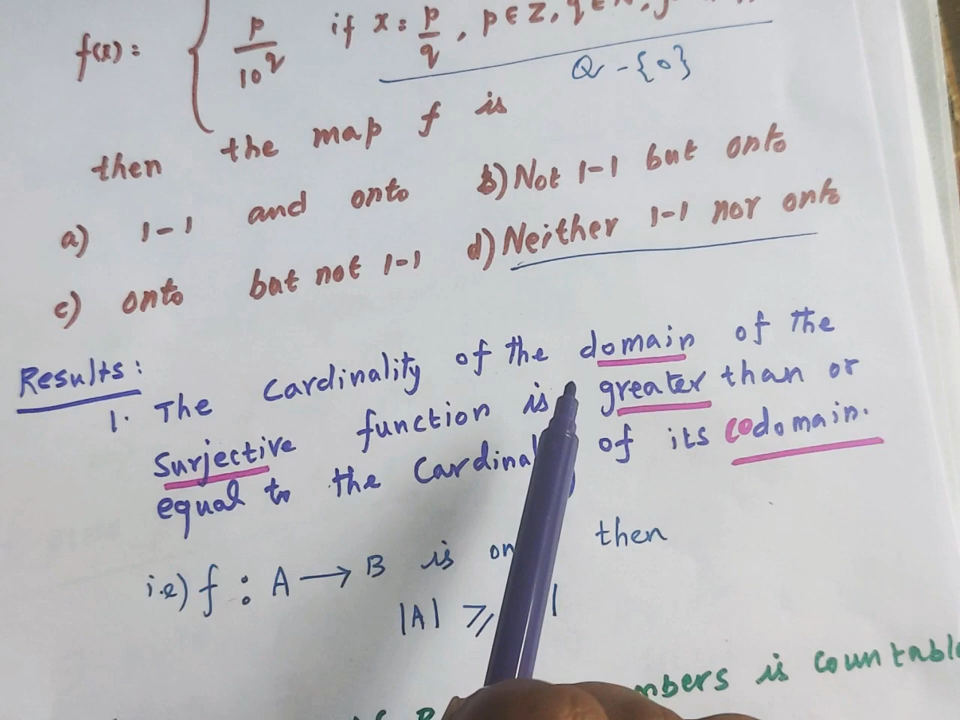 f(x) = { p/10^q if x = p/q, p ∈ Z, q ∈ N,
Q - {0}
then the map f is
a) 1-1 and onto b) Not 1-1 but onto
c) onto but not 1-1 d) Neither 1-1 nor onto
Results:
1. The cardinality of the domain of the
surjective function is greater than or
equal to the cardinal of its codomain.
i.e) f : A → B is on then
|A| ≥ |
mbers is countabl